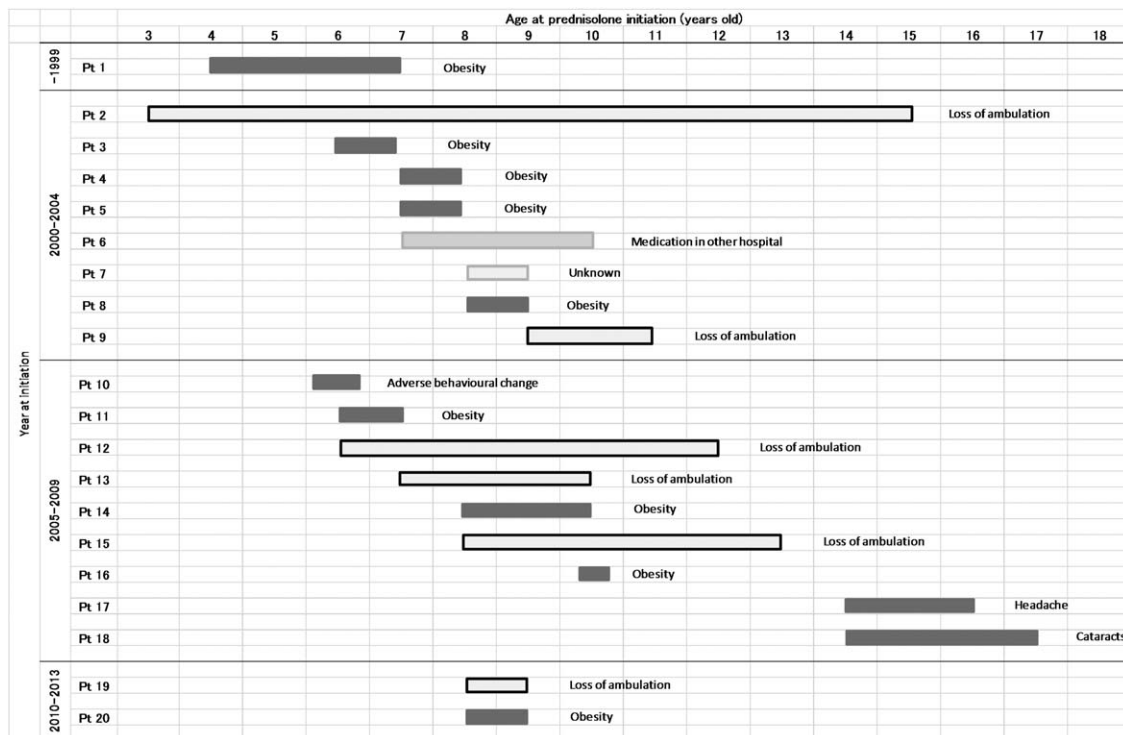 Age at prednisolone initiation (years old)
3 4 5 6 7 8 9 10 11 12 13 14 15 16 17 18
Year at initiation
-1999
Pt 1 Obesity
2000-2004
Pt 2 Loss of ambulation
Pt 3 Obesity
Pt 4 Obesity
Pt 5 Obesity
Pt 6 Medication in other hospital
Pt 7 Unknown
Pt 8 Obesity
Pt 9 Loss of ambulation
2005-2009
Pt 10 Adverse behavioural change
Pt 11 Obesity
Pt 12 Loss of ambulation
Pt 13 Loss of ambulation
Pt 14 Obesity
Pt 15 Loss of ambulation
Pt 16 Obesity
Pt 17 Headache
Pt 18 Cataracts
2010-2013
Pt 19 Loss of ambulation
Pt 20 Obesity